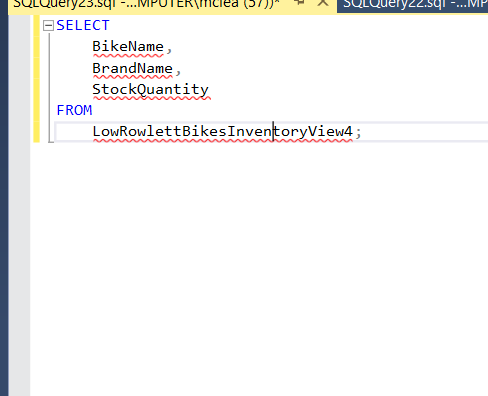 SQLQuery23.sql -...MPUTER\mclea (57))* SQLQuery22.sql -...MP
SELECT
BikeName,
BrandName,
StockQuantity
FROM
LowRowlettBikesInventoryView4;